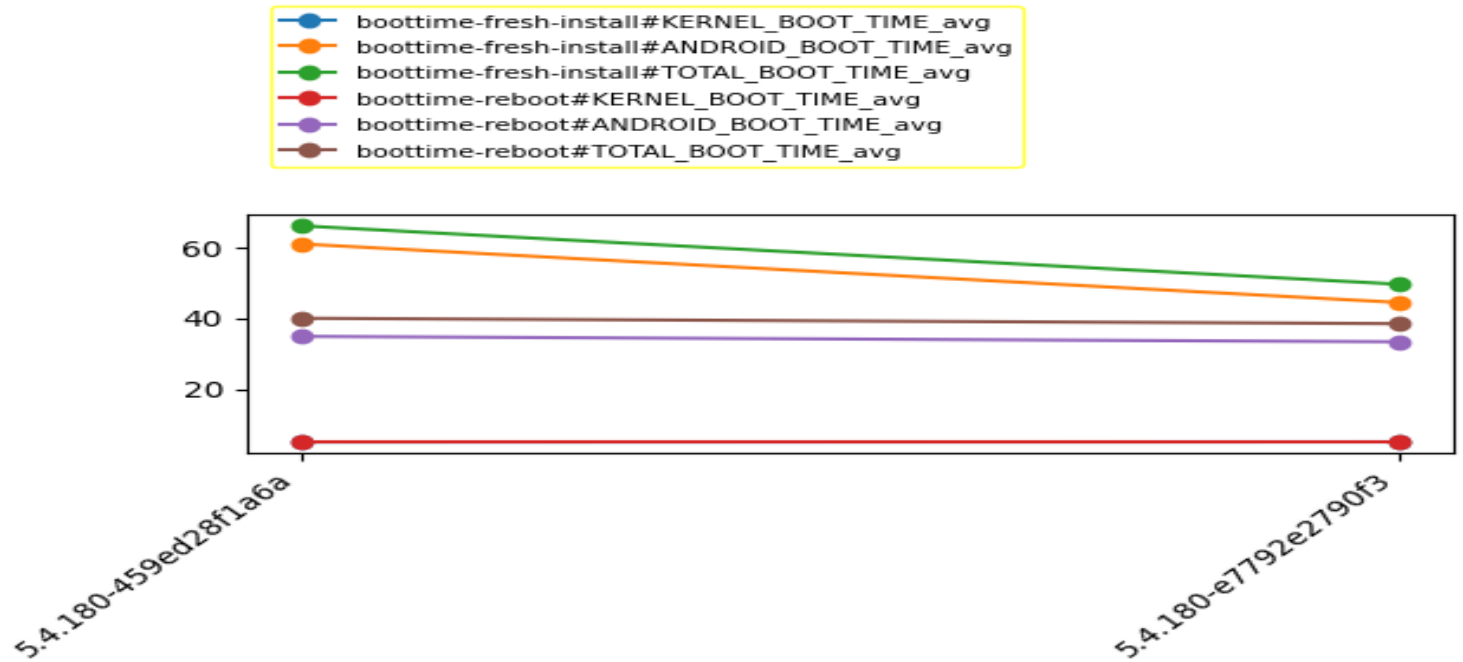 boottime-fresh-install#KERNEL_BOOT_TIME_avg
boottime-fresh-install#ANDROID_BOOT_TIME_avg
boottime-fresh-install#TOTAL_BOOT_TIME_avg
boottime-reboot#KERNEL_BOOT_TIME_avg
boottime-reboot#ANDROID_BOOT_TIME_avg
boottime-reboot#TOTAL_BOOT_TIME_avg
60
40
20
5.4.180-459ed28f1a6a
5.4.180-e7792e2790f3